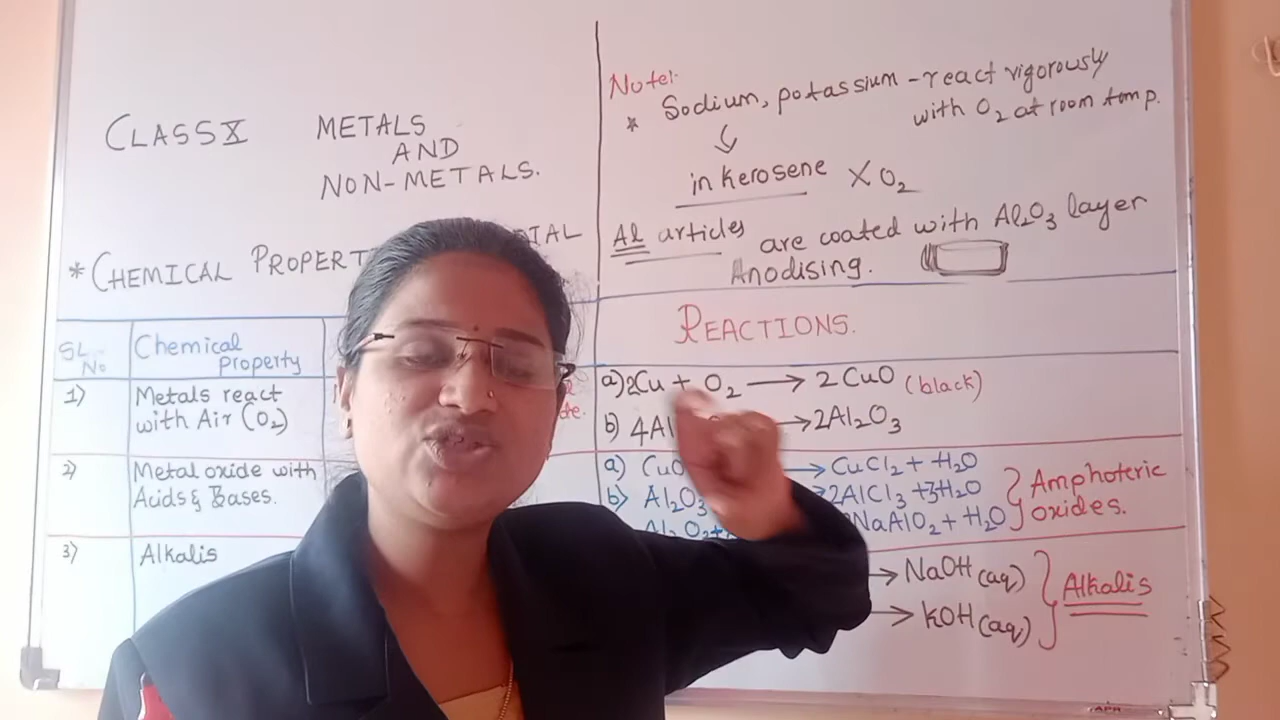 CLASS X METALS
AND
NON-METALS.
* CHEMICAL
SL No
Chemical
Property
1)
Metals react
with Air (O₂)
2)
Metal oxide with
Acids & Bases.
3)
Alkalis
Note:
* Sodium, potassium - react vigorously
with O₂ at room temp.
in kerosene X O₂
Al articles are coated with Al₂O₃ layer
Anodising.
REACTIONS.
a) 2Cu + O₂ → 2CuO (black)
b) 4Al → 2Al₂O₃
a) → CuCl₂ + H₂O
b) Al₂O₃ 2AlCl₃ + 3H₂O
Al₂O₃ + NaAlO₂ + H₂O
Amphoteric
oxides.
→ NaOH (aq)
→ KOH (aq)
Alkalis